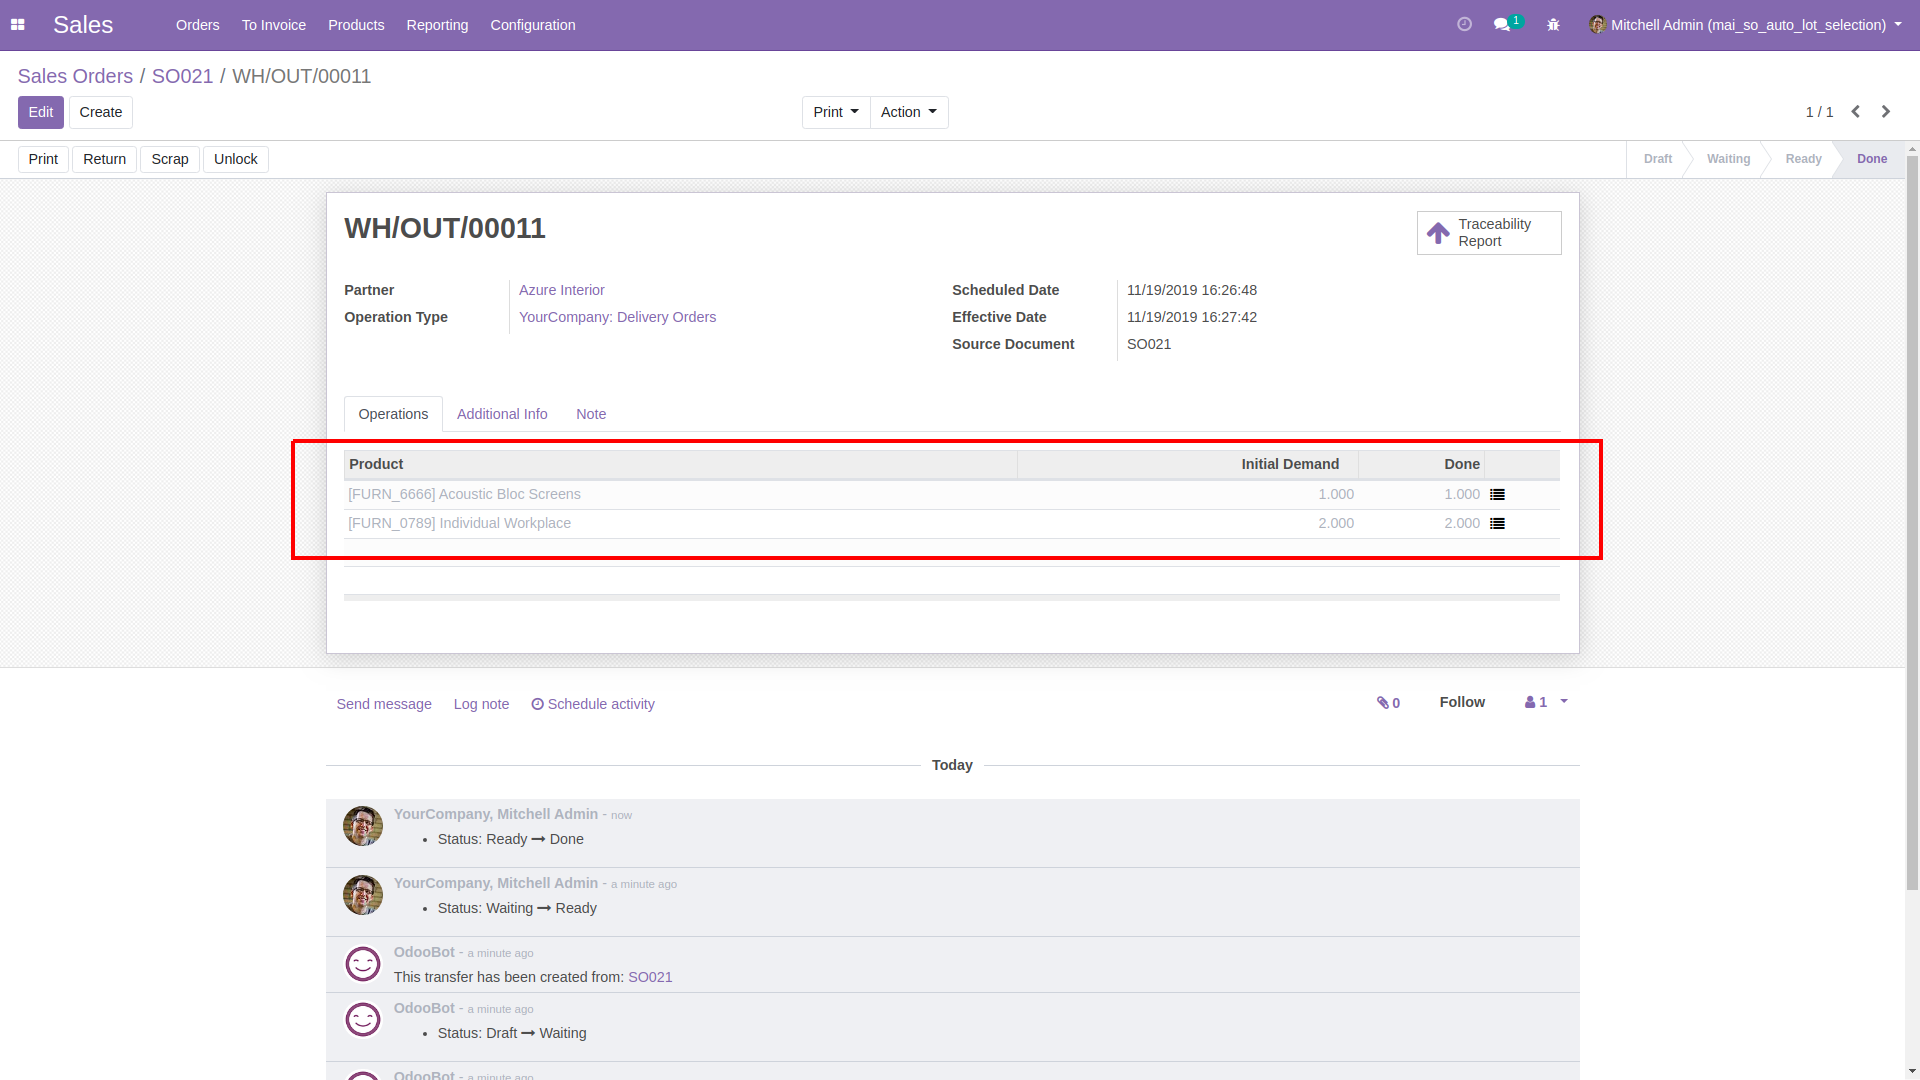 Sales Orders To Invoice Products Reporting Configuration 1 Mitchell Admin (mai_so_auto_lot_selection)
Sales Orders / SO021 / WH/OUT/00011
Edit Create Print Action 1 / 1
Print Return Scrap Unlock Draft Waiting Ready Done
WH/OUT/00011
Traceability
Report
Partner Azure Interior Scheduled Date 11/19/2019 16:26:48
Operation Type YourCompany: Delivery Orders Effective Date 11/19/2019 16:27:42
Source Document SO021
Operations Additional Info Note
Product Initial Demand Done
[FURN_6666] Acoustic Bloc Screens 1.000 1.000
[FURN_0789] Individual Workplace 2.000 2.000
Send message Log note Schedule activity 0 Follow 1
Today
YourCompany, Mitchell Admin - now
• Status: Ready → Done
YourCompany, Mitchell Admin - a minute ago
• Status: Waiting → Ready
OdooBot - a minute ago
This transfer has been created from: SO021
OdooBot - a minute ago
• Status: Draft → Waiting
OdooBot - a minute ago